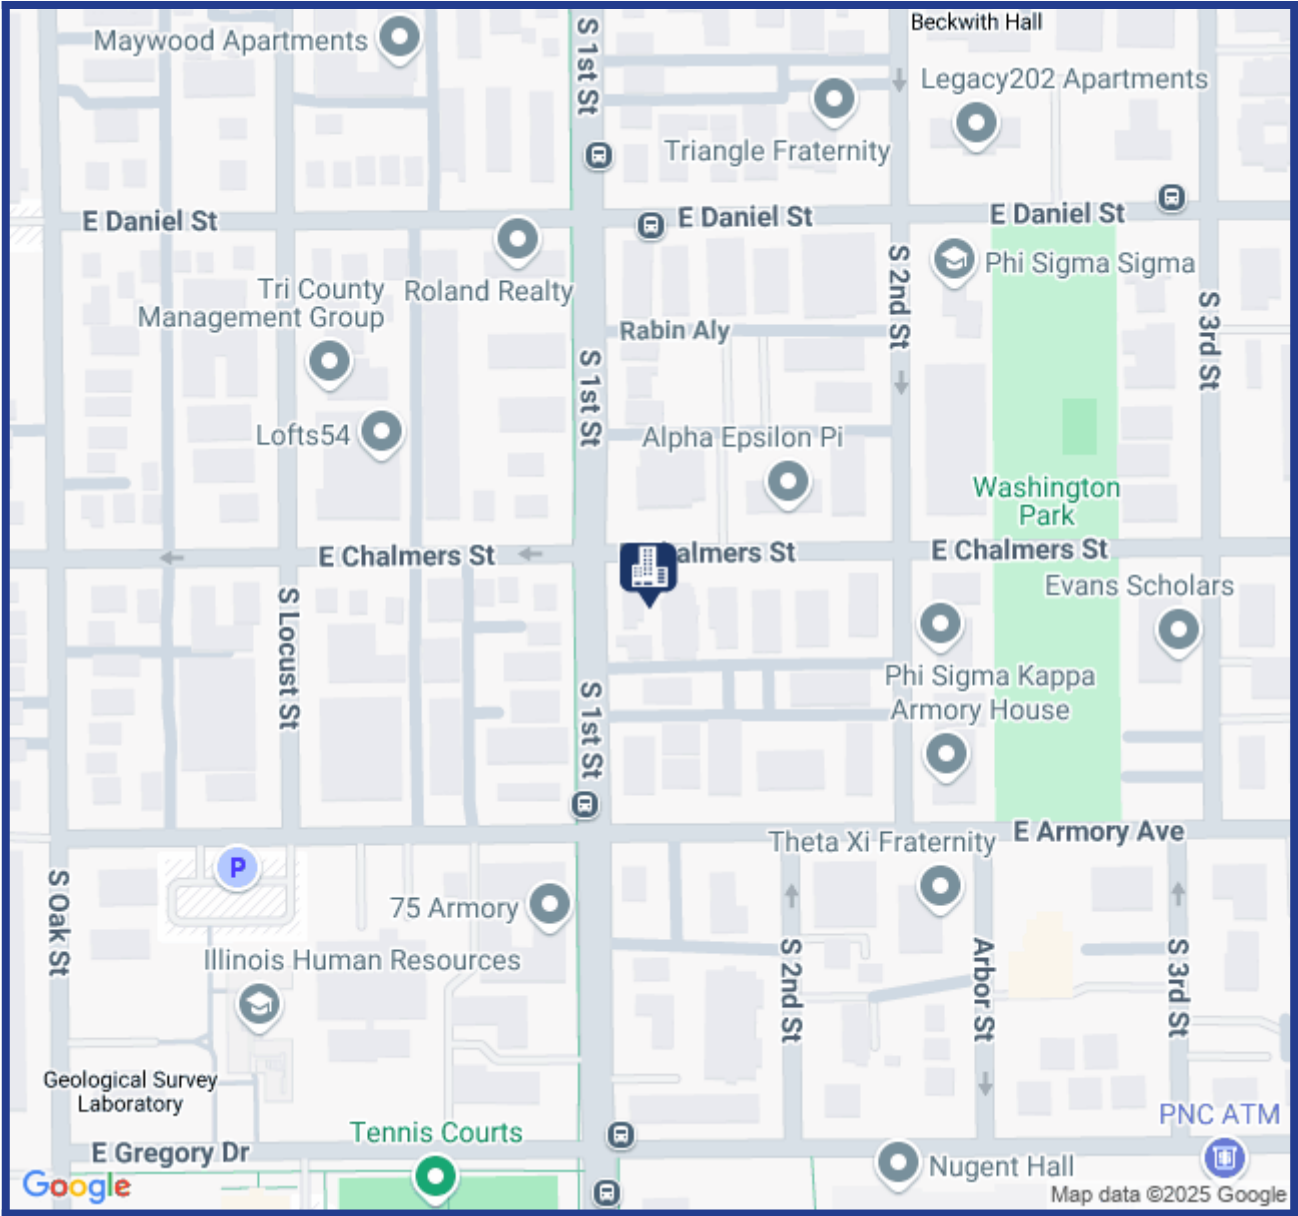 Beckwith Hall
Maywood Apartments
S 1st St
Legacy202 Apartments
Triangle Fraternity
E Daniel St
E Daniel St
E Daniel St
S 2nd St
Phi Sigma Sigma
Tri County
Management Group
Roland Realty
Rabin Aly
S 3rd St
S 1st St
Lofts54
Alpha Epsilon Pi
Washington
Park
E Chalmers St
halmers St
E Chalmers St
Evans Scholars
S Locust St
S 1st St
Phi Sigma Kappa
Armory House
E Armory Ave
Theta Xi Fraternity
P
S Oak St
75 Armory
Illinois Human Resources
S 2nd St
Arbor St
S 3rd St
Geological Survey
Laboratory
PNC ATM
Tennis Courts
E Gregory Dr
Nugent Hall
Google
Map data ©2025 Google